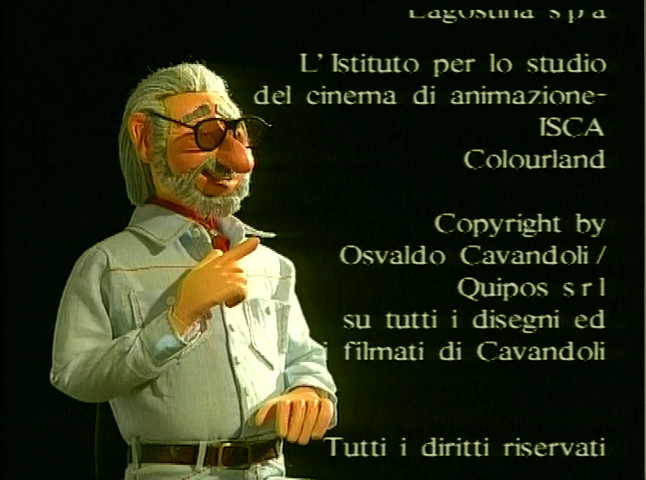 Lagostina s p a
L' Istituto per lo studio
del cinema di animazione-
ISCA
Colourland
Copyright by
Osvaldo Cavandoli /
Quipos s r l
su tutti i disegni ed
i filmati di Cavandoli
Tutti i diritti riservati